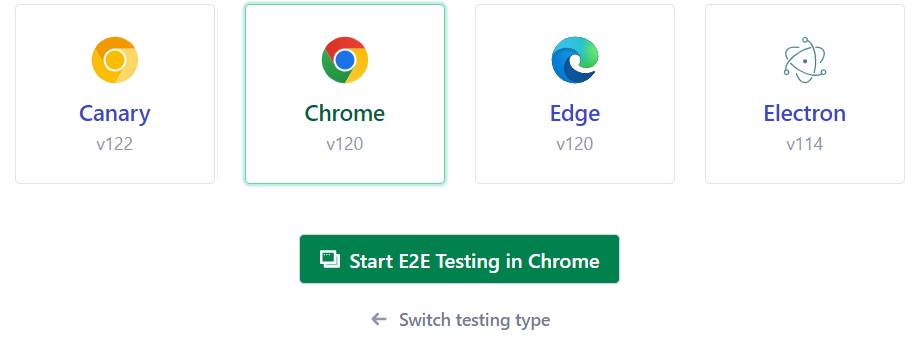 Canary
v122
Chrome
v120
Edge
v120
Electron
v114
Start E2E Testing in Chrome
Switch testing type